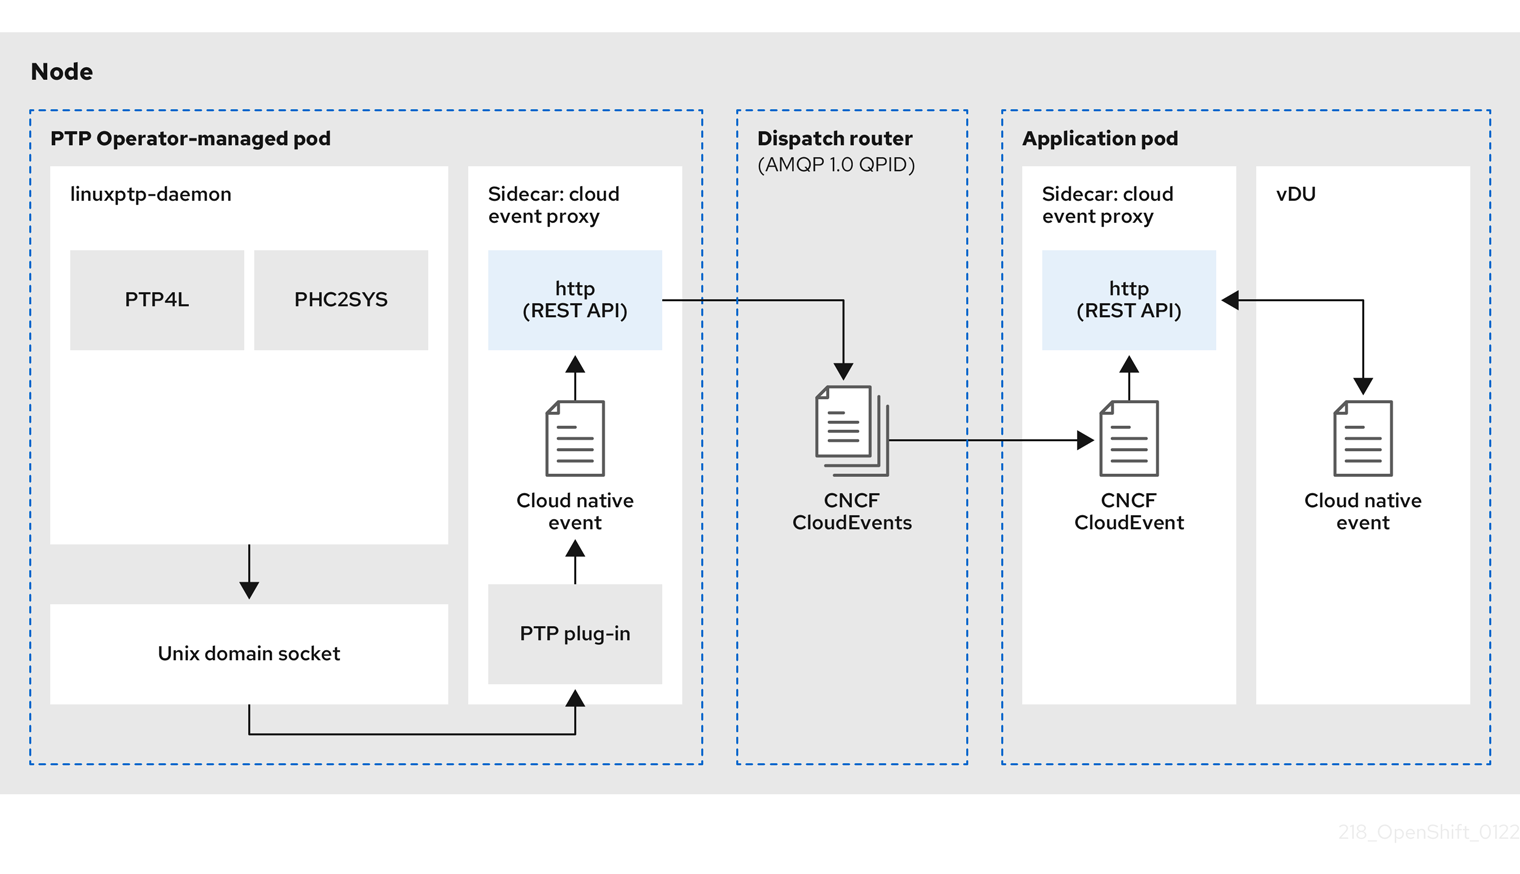 Node
PTP Operator-managed pod
linuxptp-daemon
PTP4L
PHC2SYS
Unix domain socket
Sidecar: cloud
event proxy
http
(REST API)
Cloud native
event
PTP plug-in
Dispatch router
(AMQP 1.0 QPID)
CNCF
CloudEvents
Application pod
Sidecar: cloud
event proxy
http
(REST API)
CNCF
CloudEvent
vDU
Cloud native
event
218_OpenShift_0122